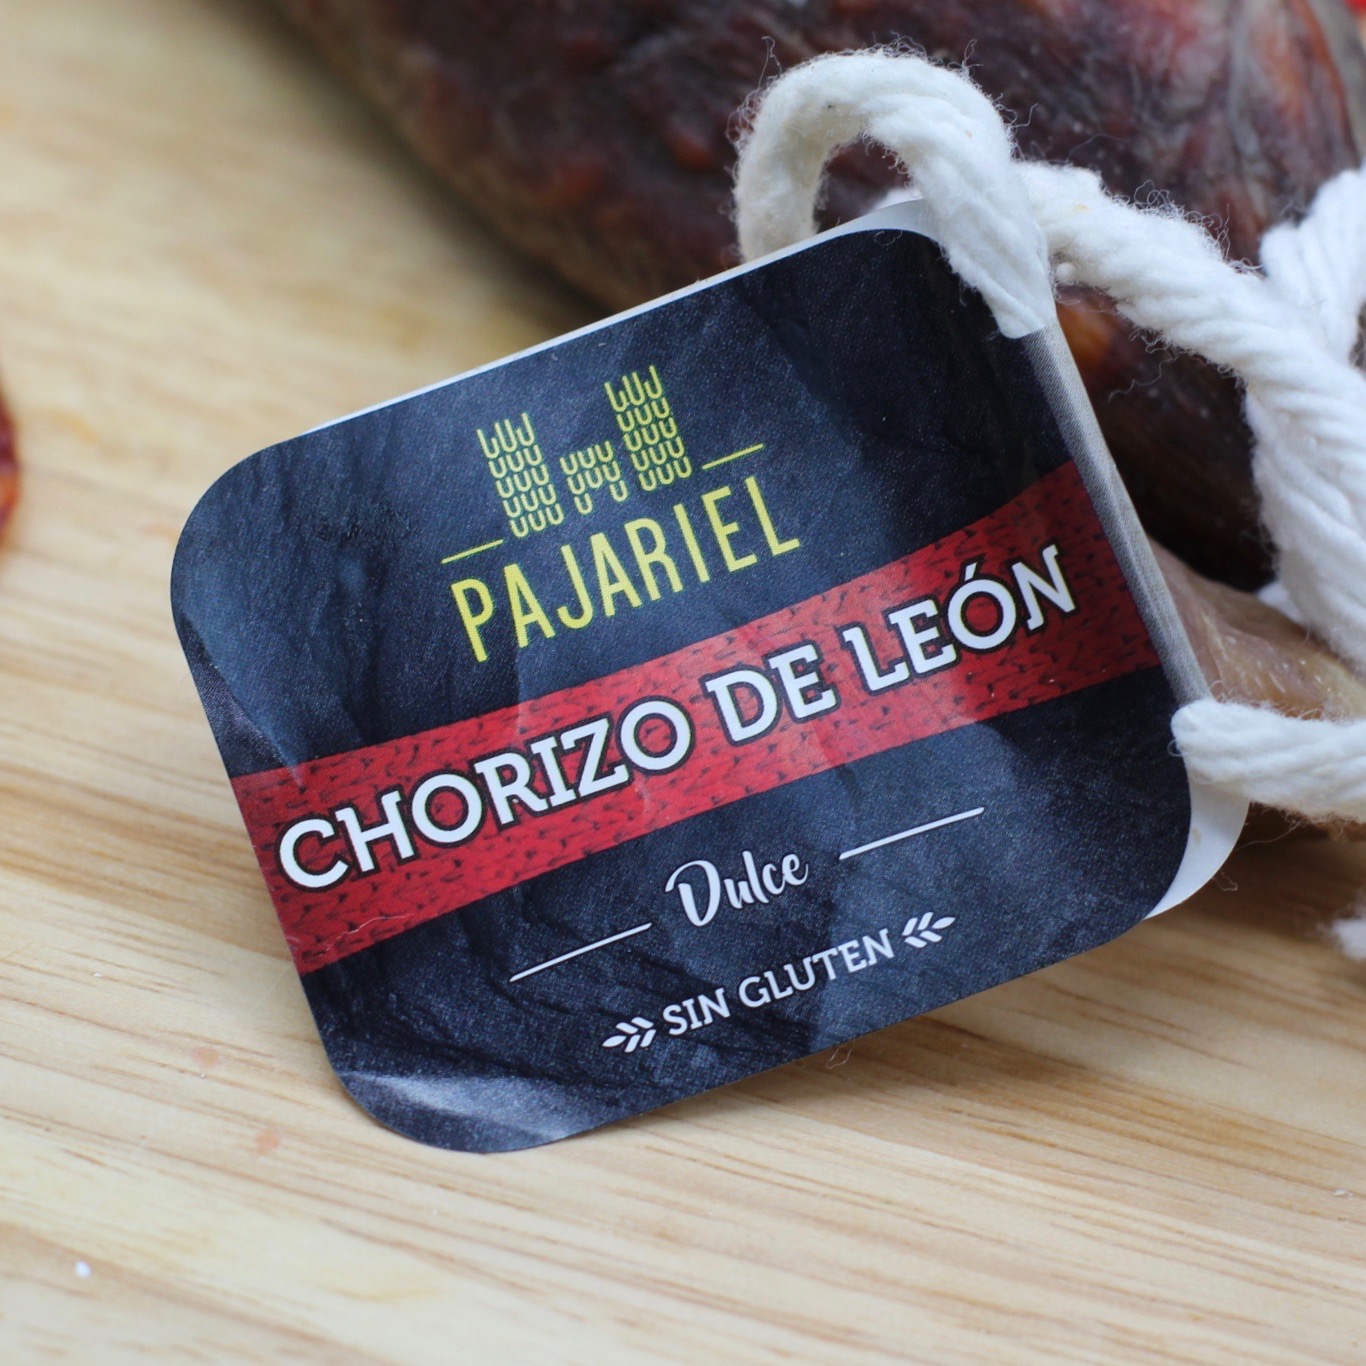 PAJARIEL
CHORIZO DE LEÓN
Dulce
SIN GLUTEN